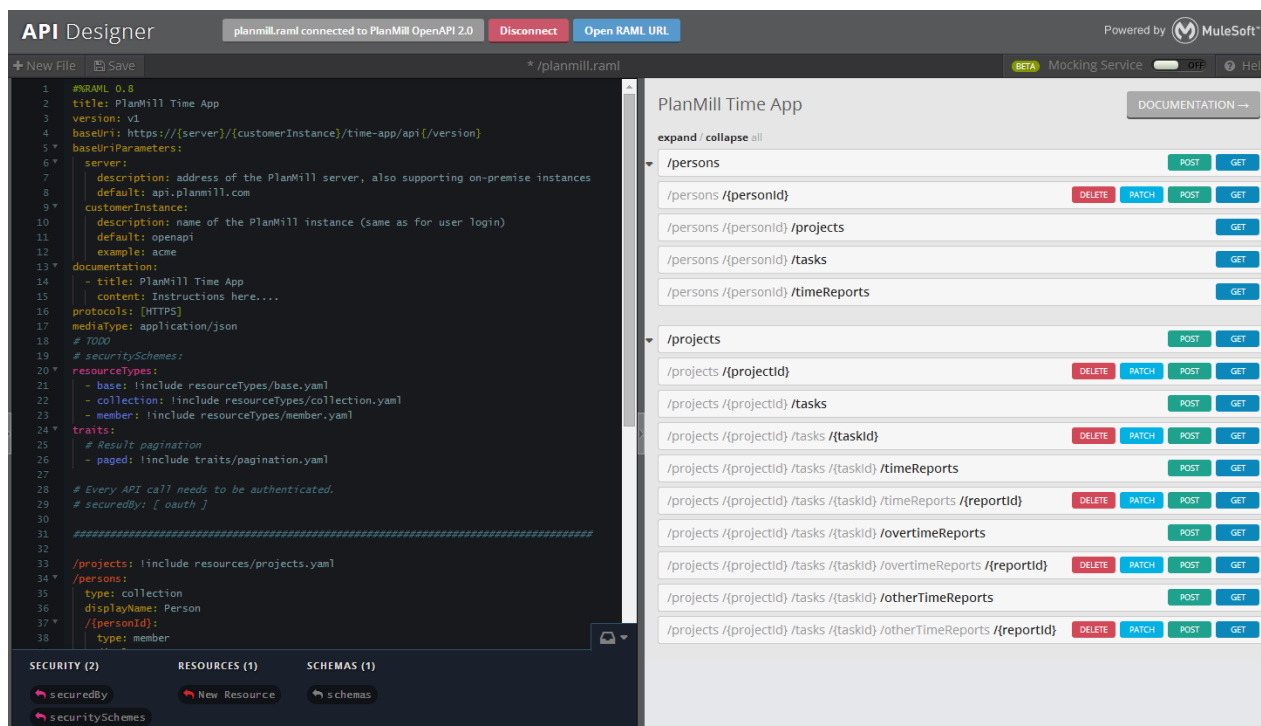 API Designer
planmill.raml connected to PlanMill OpenAPI 2.0
Disconnect
Open RAML URL
Powered by MuleSoft™
+ New File Save
* /planmill.raml
BETA Mocking Service OFF
1 #%RAML 0.8
2 title: PlanMill Time App
3 version: v1
4 baseUri: https://{server}/{customerInstance}/time-app/api{/version}
5 baseUriParameters:
6 server:
7 description: address of the PlanMill server, also supporting on-premise instances
8 default: api.planmill.com
9 customerInstance:
10 description: name of the PlanMill instance (same as for user login)
11 default: openapi
12 example: acme
13 documentation:
14 - title: PlanMill Time App
15 content: Instructions here....
16 protocols: [HTTPS]
17 mediaType: application/json
18 # TODO
19 # securitySchemes:
20 resourceTypes:
21 - base: !include resourceTypes/base.yaml
22 - collection: !include resourceTypes/collection.yaml
23 - member: !include resourceTypes/member.yaml
24 traits:
25 # Result pagination
26 - paged: !include traits/pagination.yaml
27
28 # Every API call needs to be authenticated.
29 # securedBy: [ oauth ]
30
31 ######################################################################################
32
33 /projects: !include resources/projects.yaml
34 /persons:
35 type: collection
36 displayName: Person
37 /{personId}:
38 type: member
SECURITY (2)
securedBy
securitySchemes
RESOURCES (1)
New Resource
SCHEMAS (1)
schemas
PlanMill Time App
DOCUMENTATION →
expand / collapse all
/persons POST GET
/persons /{personId} DELETE PATCH POST GET
/persons /{personId} /projects GET
/persons /{personId} /tasks GET
/persons /{personId} /timeReports GET
/projects POST GET
/projects /{projectId} DELETE PATCH POST GET
/projects /{projectId} /tasks POST GET
/projects /{projectId} /tasks /{taskId} DELETE PATCH POST GET
/projects /{projectId} /tasks /{taskId} /timeReports POST GET
/projects /{projectId} /tasks /{taskId} /timeReports /{reportId} DELETE PATCH POST GET
/projects /{projectId} /tasks /{taskId} /overtimeReports POST GET
/projects /{projectId} /tasks /{taskId} /overtimeReports /{reportId} DELETE PATCH POST GET
/projects /{projectId} /tasks /{taskId} /otherTimeReports POST GET
/projects /{projectId} /tasks /{taskId} /otherTimeReports /{reportId} DELETE PATCH POST GET